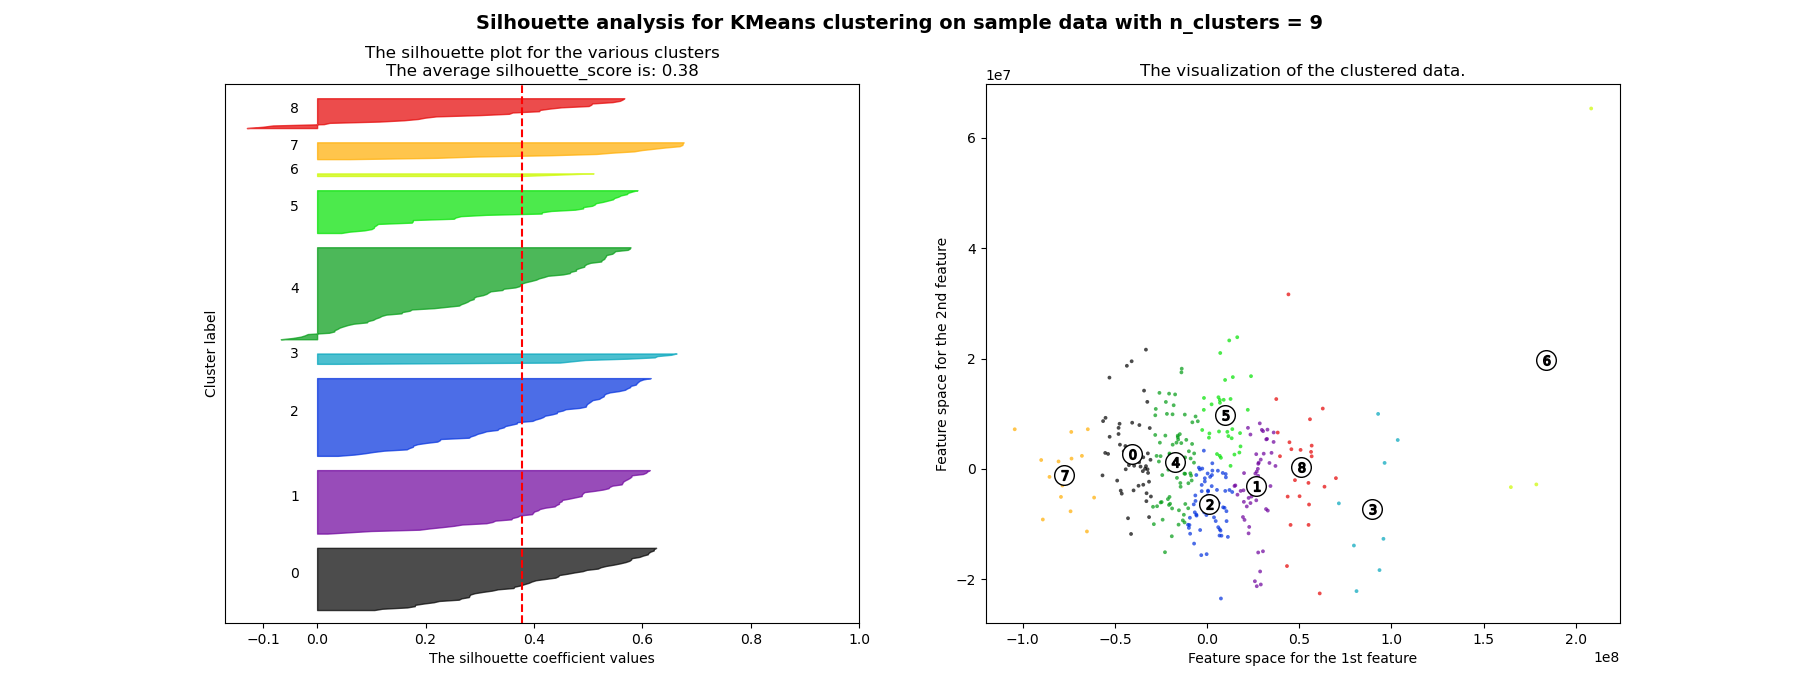 Silhouette analysis for KMeans clustering on sample data with n_clusters = 9
The silhouette plot for the various clusters
The average silhouette_score is: 0.38
8
7
6
5
4
3
2
1
0
Cluster label
−0.1 0.0 0.2 0.4 0.6 0.8 1.0
The silhouette coefficient values
The visualization of the clustered data.
1e7
6
4
2
0
−2
Feature space for the 2nd feature
6
5
0
4
8
7
1
2
3
−1.0 −0.5 0.0 0.5 1.0 1.5 2.0
1e8
Feature space for the 1st feature